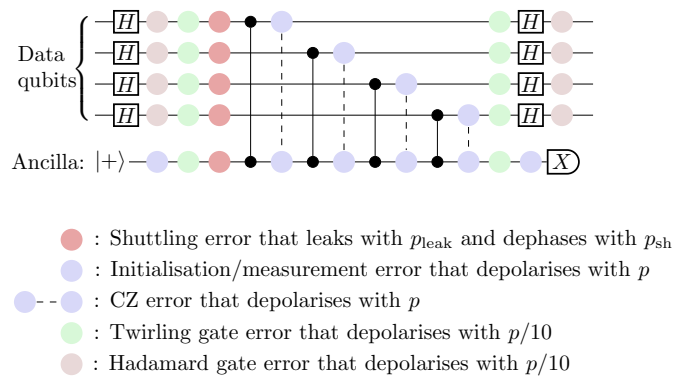 H H
H H
Data
qubits
H H
H H
Ancilla: |+⟩ X
: Shuttling error that leaks with p_leak and dephases with p_sh
: Initialisation/measurement error that depolarises with p
: CZ error that depolarises with p
: Twirling gate error that depolarises with p/10
: Hadamard gate error that depolarises with p/10